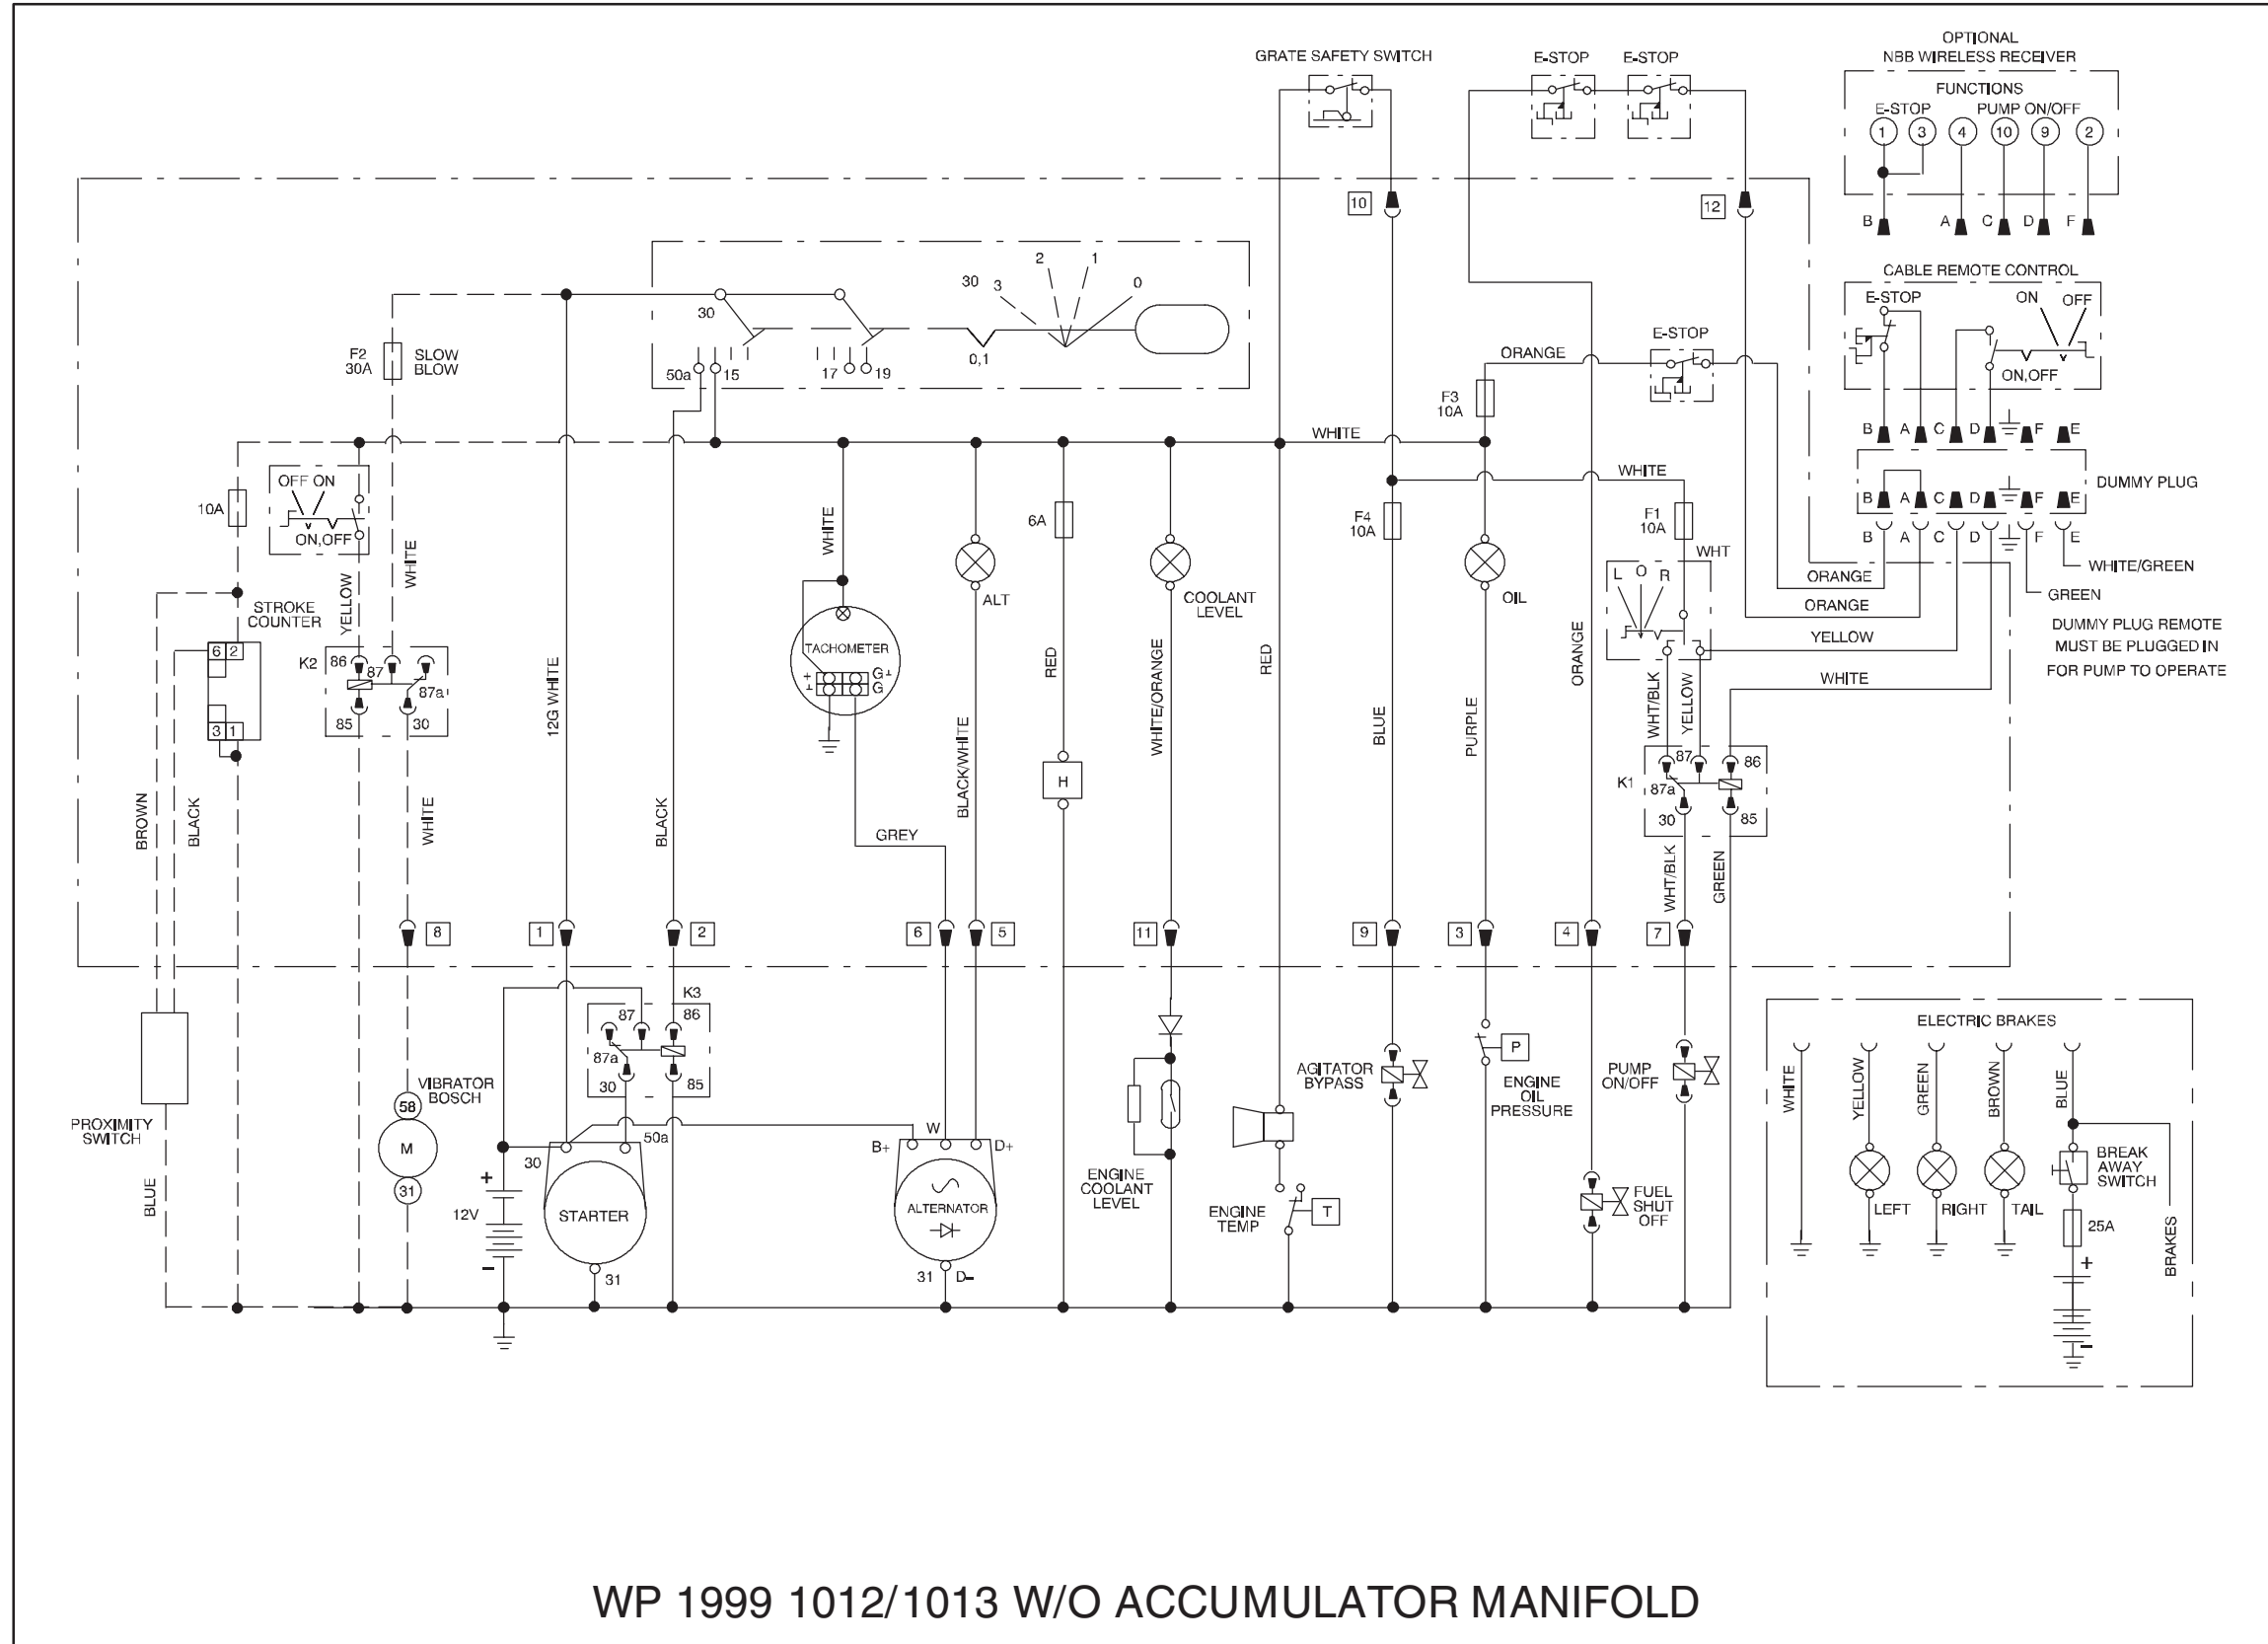 OPTIONAL
NBB WIRELESS RECEIVER
FUNCTIONS
E-STOP PUMP ON/OFF
1 3 4 10 9 2
B A C D F
GRATE SAFETY SWITCH
E-STOP
E-STOP
10
12
CABLE REMOTE CONTROL
E-STOP
ON OFF
ON,OFF
B A C D F E
DUMMY PLUG
B A C D F E
B A C D F E
WHITE/GREEN
GREEN
DUMMY PLUG REMOTE
MUST BE PLUGGED IN
FOR PUMP TO OPERATE
30
30 3 2 1 0
0,1
50a 15 17 19
F2
30A
SLOW
BLOW
E-STOP
ORANGE
F3
10A
WHITE
WHITE
10A
OFF ON
ON,OFF
YELLOW
WHITE
WHITE
6A
F4
10A
F1
10A
WHT
L O R
ORANGE
ORANGE
YELLOW
WHITE
ALT
COOLANT
LEVEL
OIL
STROKE
COUNTER
6 2
3 1
K2
86
87
87a
85
30
TACHOMETER
+ G⊥
⊥ G
12G WHITE
BLACK
GREY
BLACK/WHITE
RED
H
WHITE/ORANGE
RED
BLUE
PURPLE
ORANGE
WHT/BLK
YELLOW
K1
87
86
87a
30
85
WHT/BLK
GREEN
BROWN
BLACK
WHITE
8
1
2
6
5
11
9
3
4
7
K3
87
86
87a
30
85
PROXIMITY
SWITCH
BLUE
VIBRATOR
BOSCH
58
M
31
+
12V
–
30
50a
STARTER
31
B+ W D+
ALTERNATOR
31 D–
ENGINE
COOLANT
LEVEL
ENGINE
TEMP
T
AGITATOR
BYPASS
P
ENGINE
OIL
PRESSURE
PUMP
ON/OFF
FUEL
SHUT
OFF
ELECTRIC BRAKES
WHITE
YELLOW
GREEN
BROWN
BLUE
LEFT
RIGHT
TAIL
BREAK
AWAY
SWITCH
25A
+
–
BRAKES
WP 1999 1012/1013 W/O ACCUMULATOR MANIFOLD